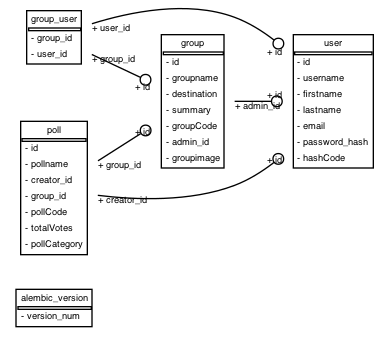 group_user
- group_id
- user_id
+ user_id
+ group_id
+ id
+ id
group
- id
- groupname
- destination
- summary
- groupCode
- admin_id
- groupimage
+ id
+ admin_id
user
- id
- username
- firstname
- lastname
- email
- password_hash
- hashCode
poll
- id
- pollname
- creator_id
- group_id
- pollCode
- totalVotes
- pollCategory
+ id
+ group_id
+ id
+ creator_id
alembic_version
- version_num